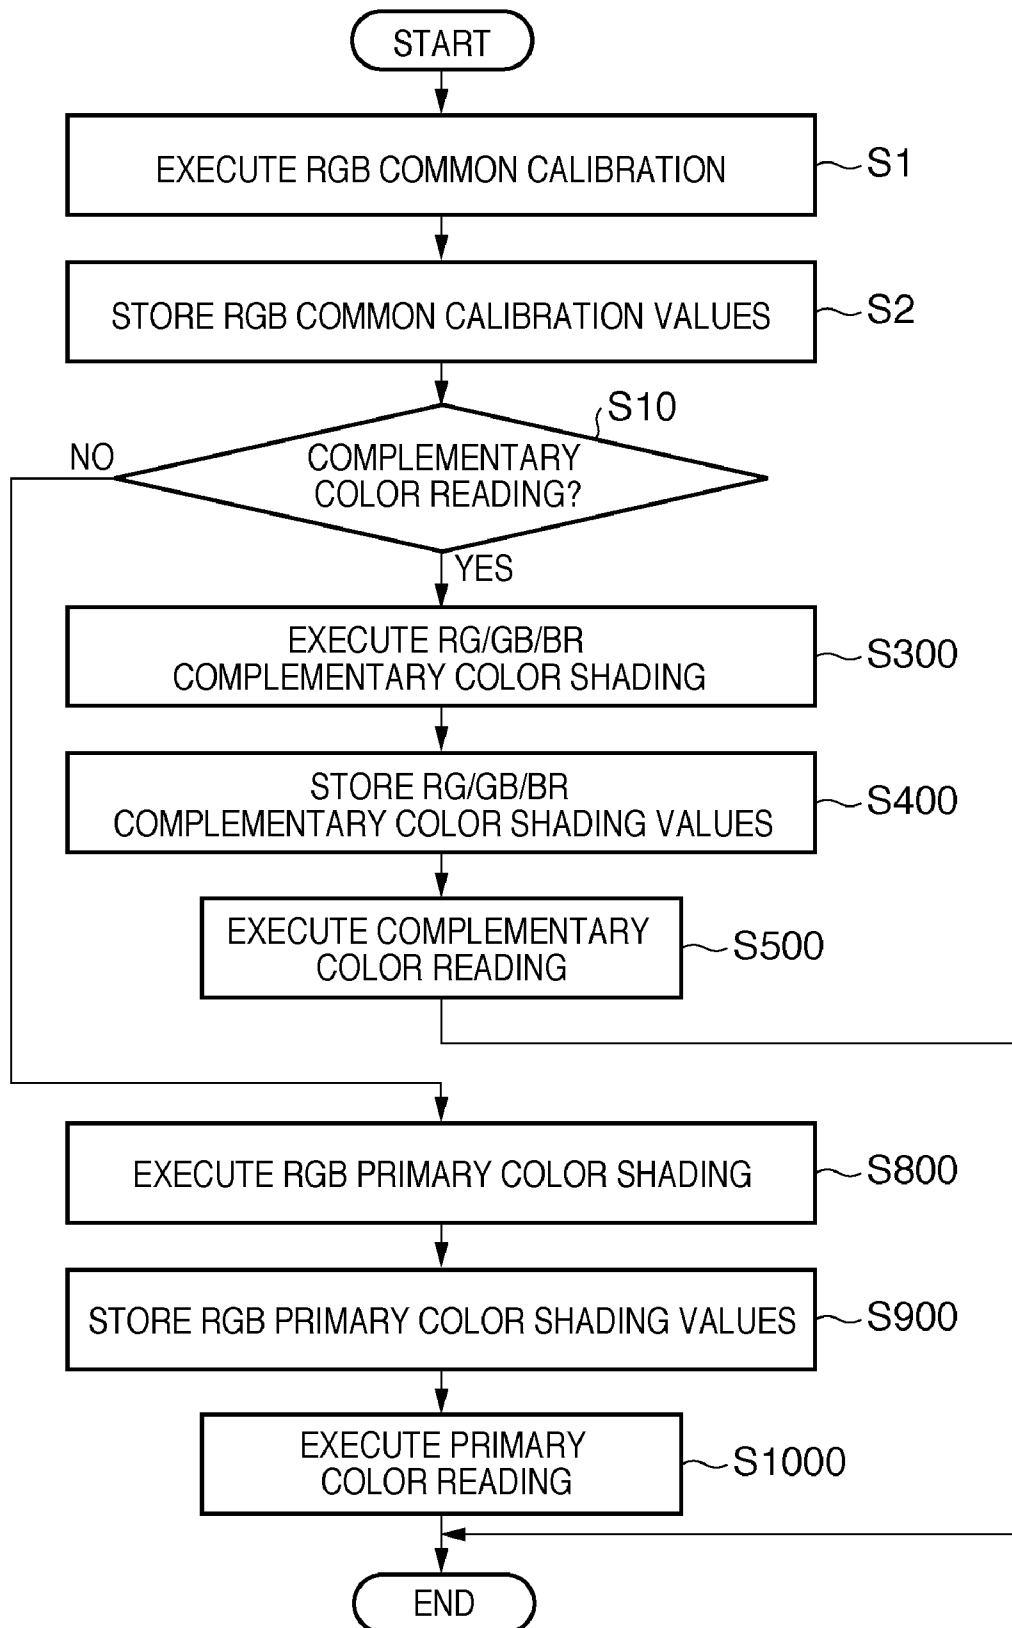 START
EXECUTE RGB COMMON CALIBRATION
S1
STORE RGB COMMON CALIBRATION VALUES
S2
S10
COMPLEMENTARY
COLOR READING?
NO
YES
EXECUTE RG/GB/BR
COMPLEMENTARY COLOR SHADING
S300
STORE RG/GB/BR
COMPLEMENTARY COLOR SHADING VALUES
S400
EXECUTE COMPLEMENTARY
COLOR READING
S500
EXECUTE RGB PRIMARY COLOR SHADING
S800
STORE RGB PRIMARY COLOR SHADING VALUES
S900
EXECUTE PRIMARY
COLOR READING
S1000
END